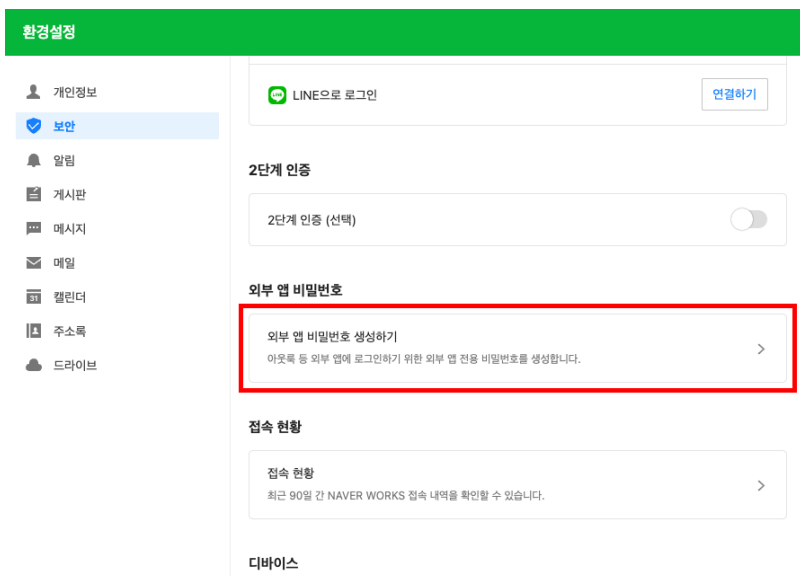 환경설정
개인정보
보안
알림
게시판
메시지
메일
31 캘린더
주소록
드라이브
LINE으로 로그인
연결하기
2단계 인증
2단계 인증 (선택)
외부 앱 비밀번호
외부 앱 비밀번호 생성하기
아웃룩 등 외부 앱에 로그인하기 위한 외부 앱 전용 비밀번호를 생성합니다.
접속 현황
접속 현황
최근 90일 간 NAVER WORKS 접속 내역을 확인할 수 있습니다.
디바이스